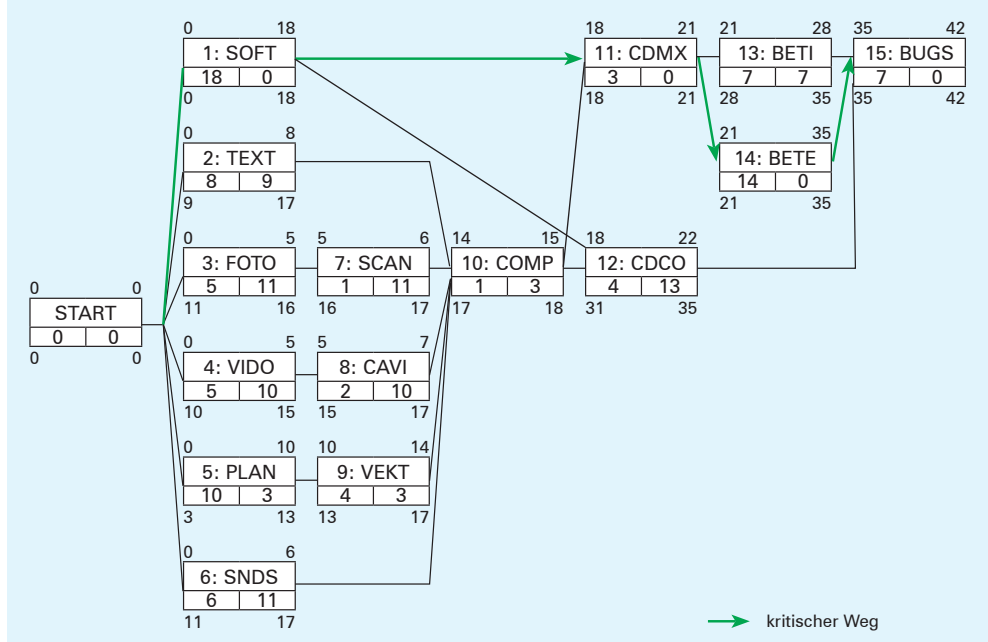 0 0
START
0 0
0 0
0 18
1: SOFT
18 0
0 18
0 8
2: TEXT
8 9
9 17
0 5
3: FOTO
5 11
11 16
0 5
4: VIDO
5 10
10 15
0 10
5: PLAN
10 3
3 13
0 6
6: SNDS
6 11
11 17
5 6
7: SCAN
1 11
16 17
5 7
8: CAVI
2 10
15 17
10 14
9: VEKT
4 3
13 17
14 15
10: COMP
1 3
17 18
18 21
11: CDMX
3 0
18 21
18 22
12: CDCO
4 13
31 35
21 28
13: BETI
7 7
28 35
21 35
14: BETE
14 0
21 35
35 42
15: BUGS
7 0
35 42
kritischer Weg